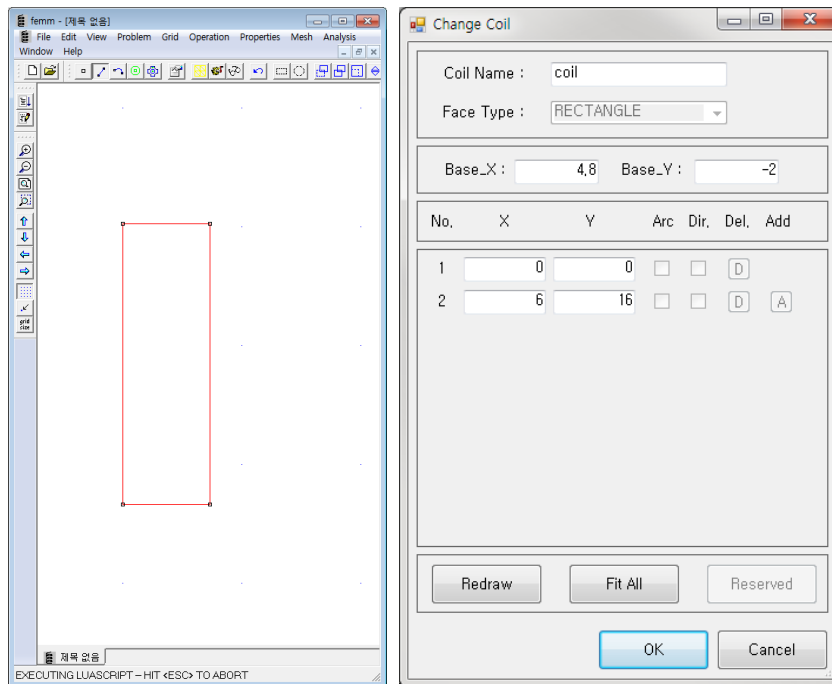 femm - [제목 없음]
File Edit View Problem Grid Operation Properties Mesh Analysis
Window Help
grid size
제목 없음
EXECUTING LUASCRIPT - HIT <ESC> TO ABORT
Change Coil
Coil Name : coil
Face Type : RECTANGLE
Base_X : 4.8 Base_Y : -2
No. X Y Arc Dir. Del. Add
1 0 0 D
2 6 16 D A
Redraw Fit All Reserved
OK Cancel